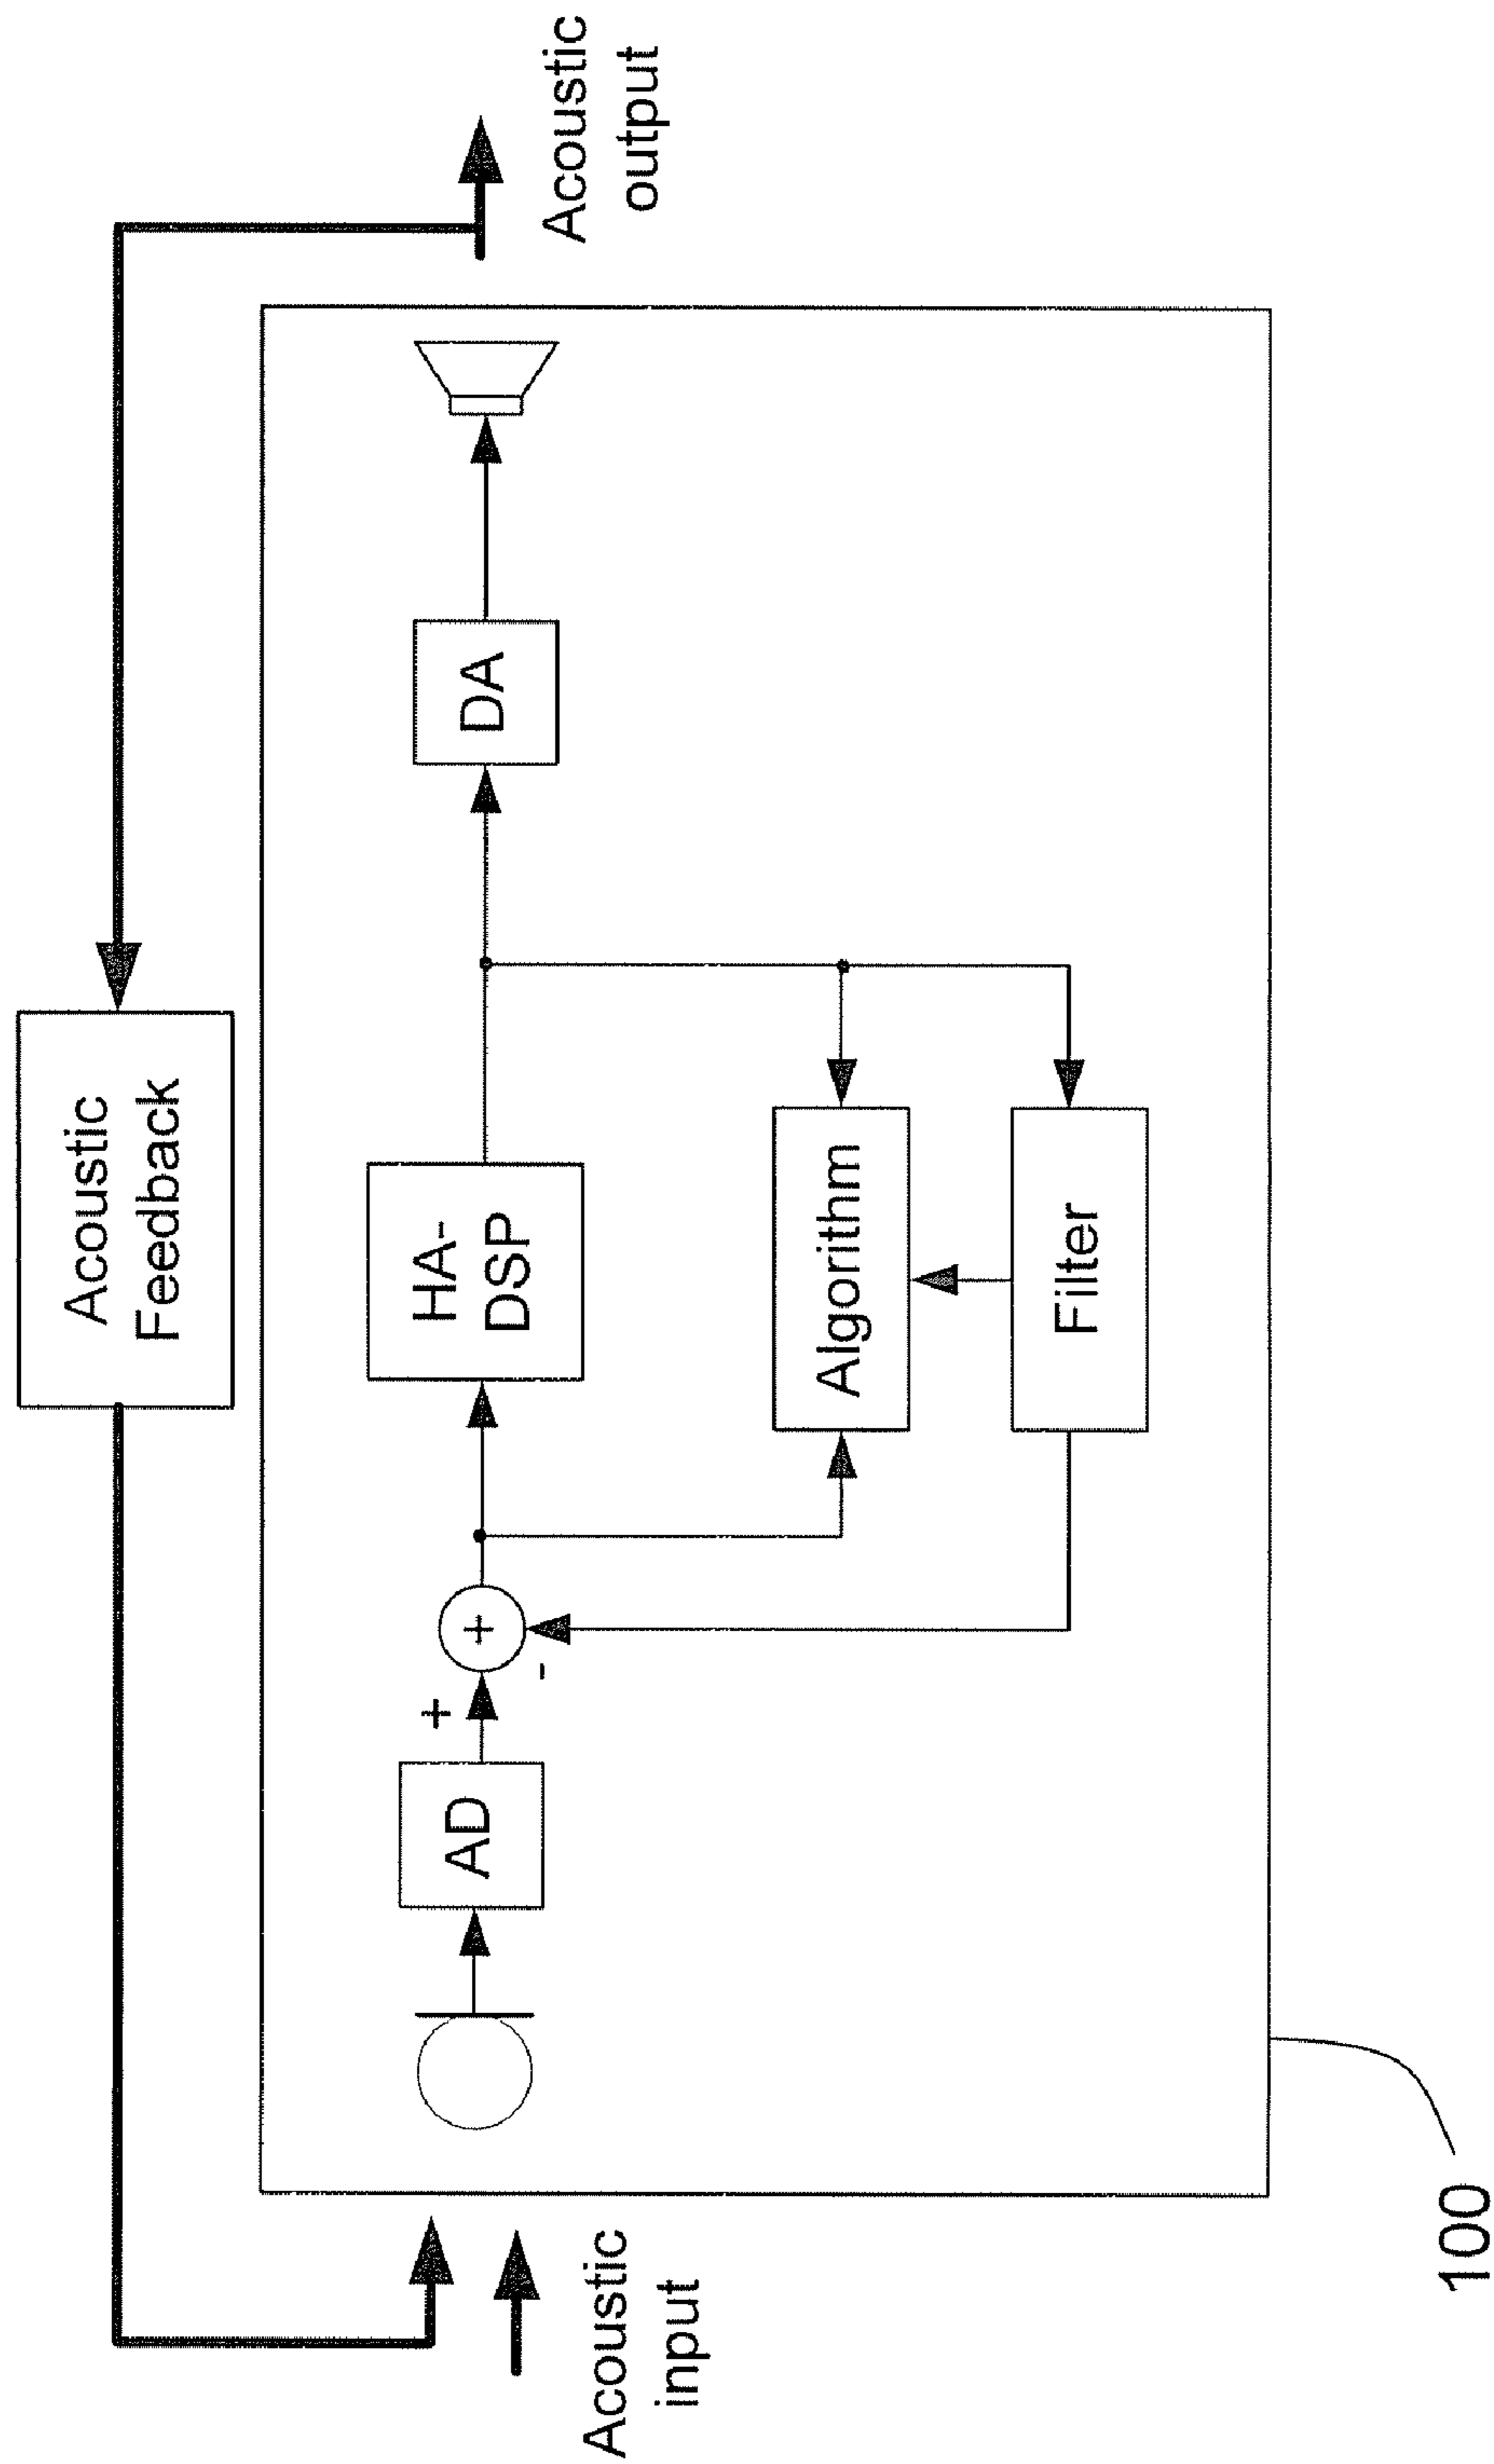 Acoustic
Feedback
Acoustic
input
AD
+
+
-
HA-
DSP
DA
Acoustic
output
Algorithm
Filter
100